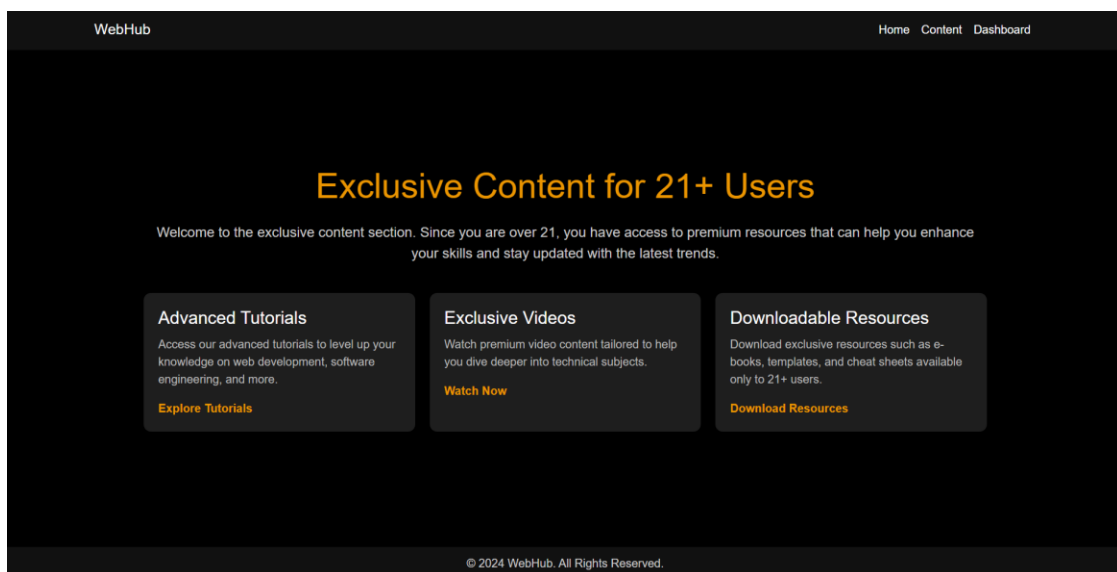 WebHub
Home Content Dashboard
Exclusive Content for 21+ Users
Welcome to the exclusive content section. Since you are over 21, you have access to premium resources that can help you enhance
your skills and stay updated with the latest trends.
Advanced Tutorials
Access our advanced tutorials to level up your
knowledge on web development, software
engineering, and more.
Explore Tutorials
Exclusive Videos
Watch premium video content tailored to help
you dive deeper into technical subjects.
Watch Now
Downloadable Resources
Download exclusive resources such as e-
books, templates, and cheat sheets available
only to 21+ users.
Download Resources
© 2024 WebHub. All Rights Reserved.